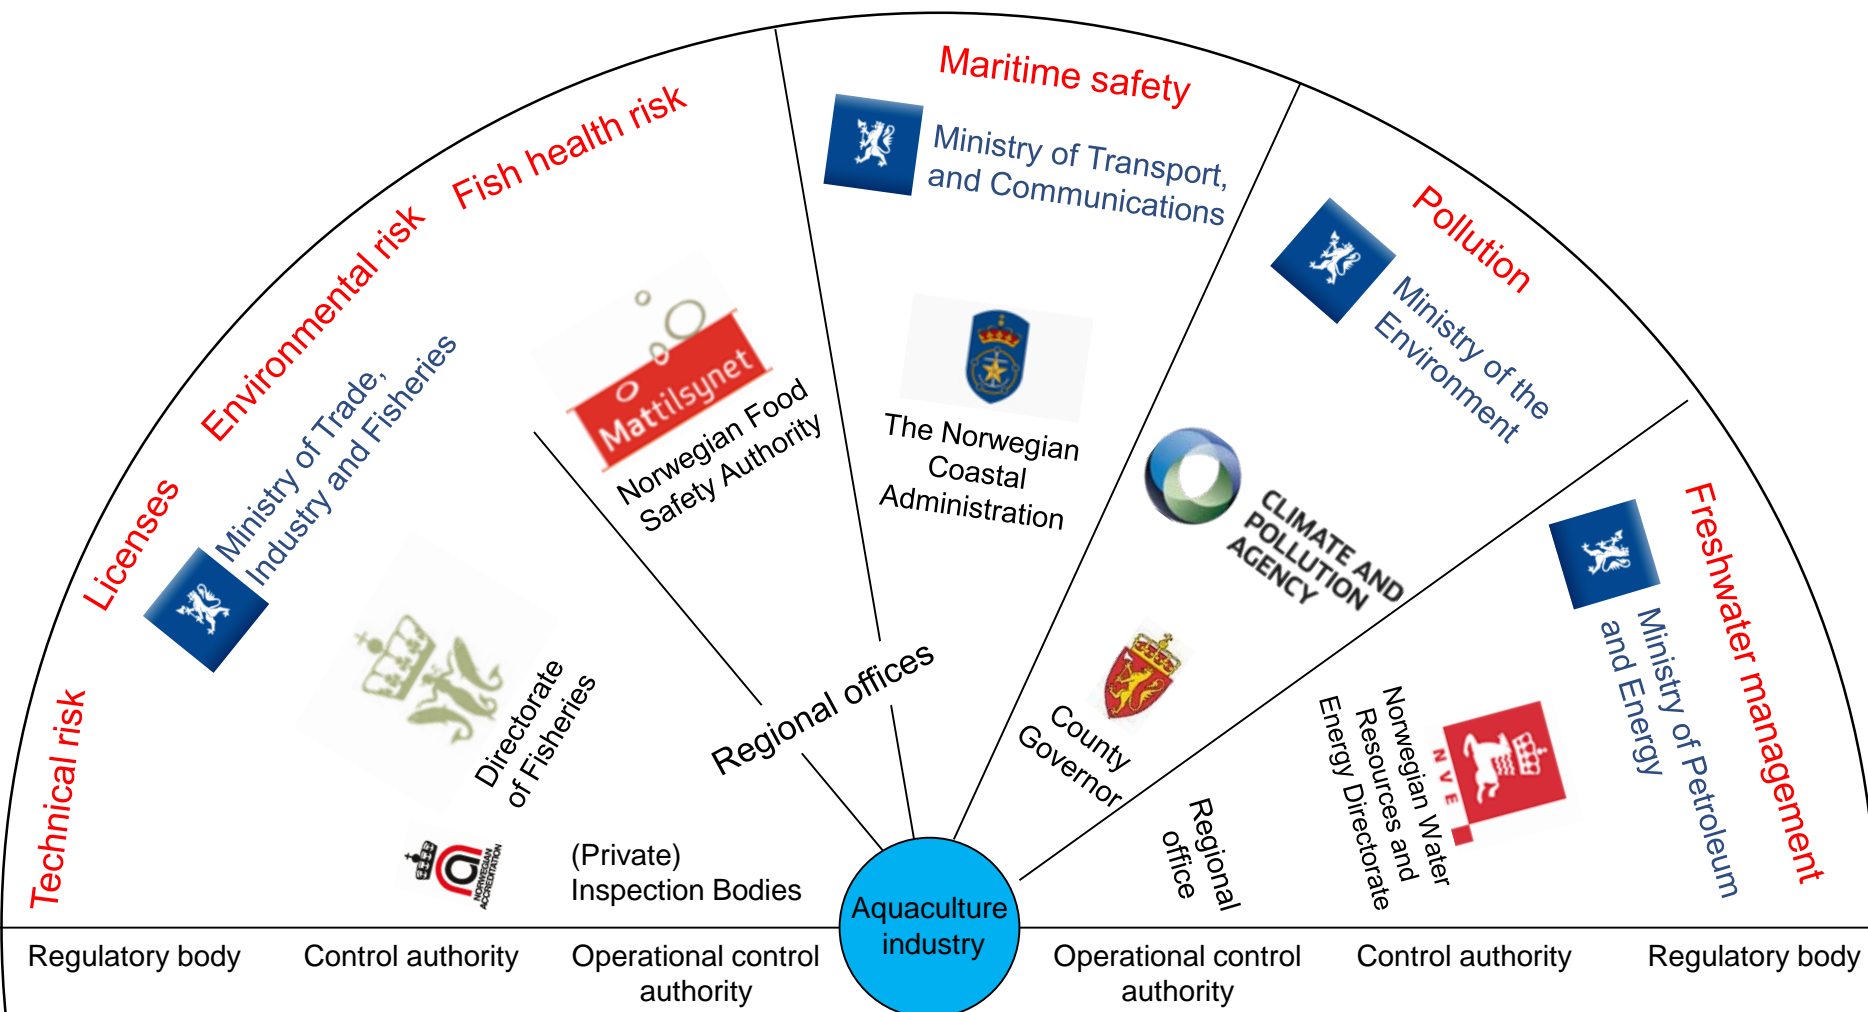 Technical risk
Licenses
Environmental risk
Fish health risk
Ministry of Trade,
Industry and Fisheries
Mattilsynet
Norwegian Food
Safety Authority
Directorate
of Fisheries
NORWEGIAN
ACCREDITATION
(Private)
Inspection Bodies
Regional offices
Maritime safety
Ministry of Transport,
and Communications
The Norwegian
Coastal
Administration
Pollution
Ministry of the
Environment
CLIMATE AND
POLLUTION
AGENCY
County
Governor
Freshwater management
Ministry of Petroleum
and Energy
NVE
Norwegian Water
Resources and
Energy Directorate
Regional
office
Aquaculture
industry
Regulatory body
Control authority
Operational control
authority
Operational control
authority
Control authority
Regulatory body